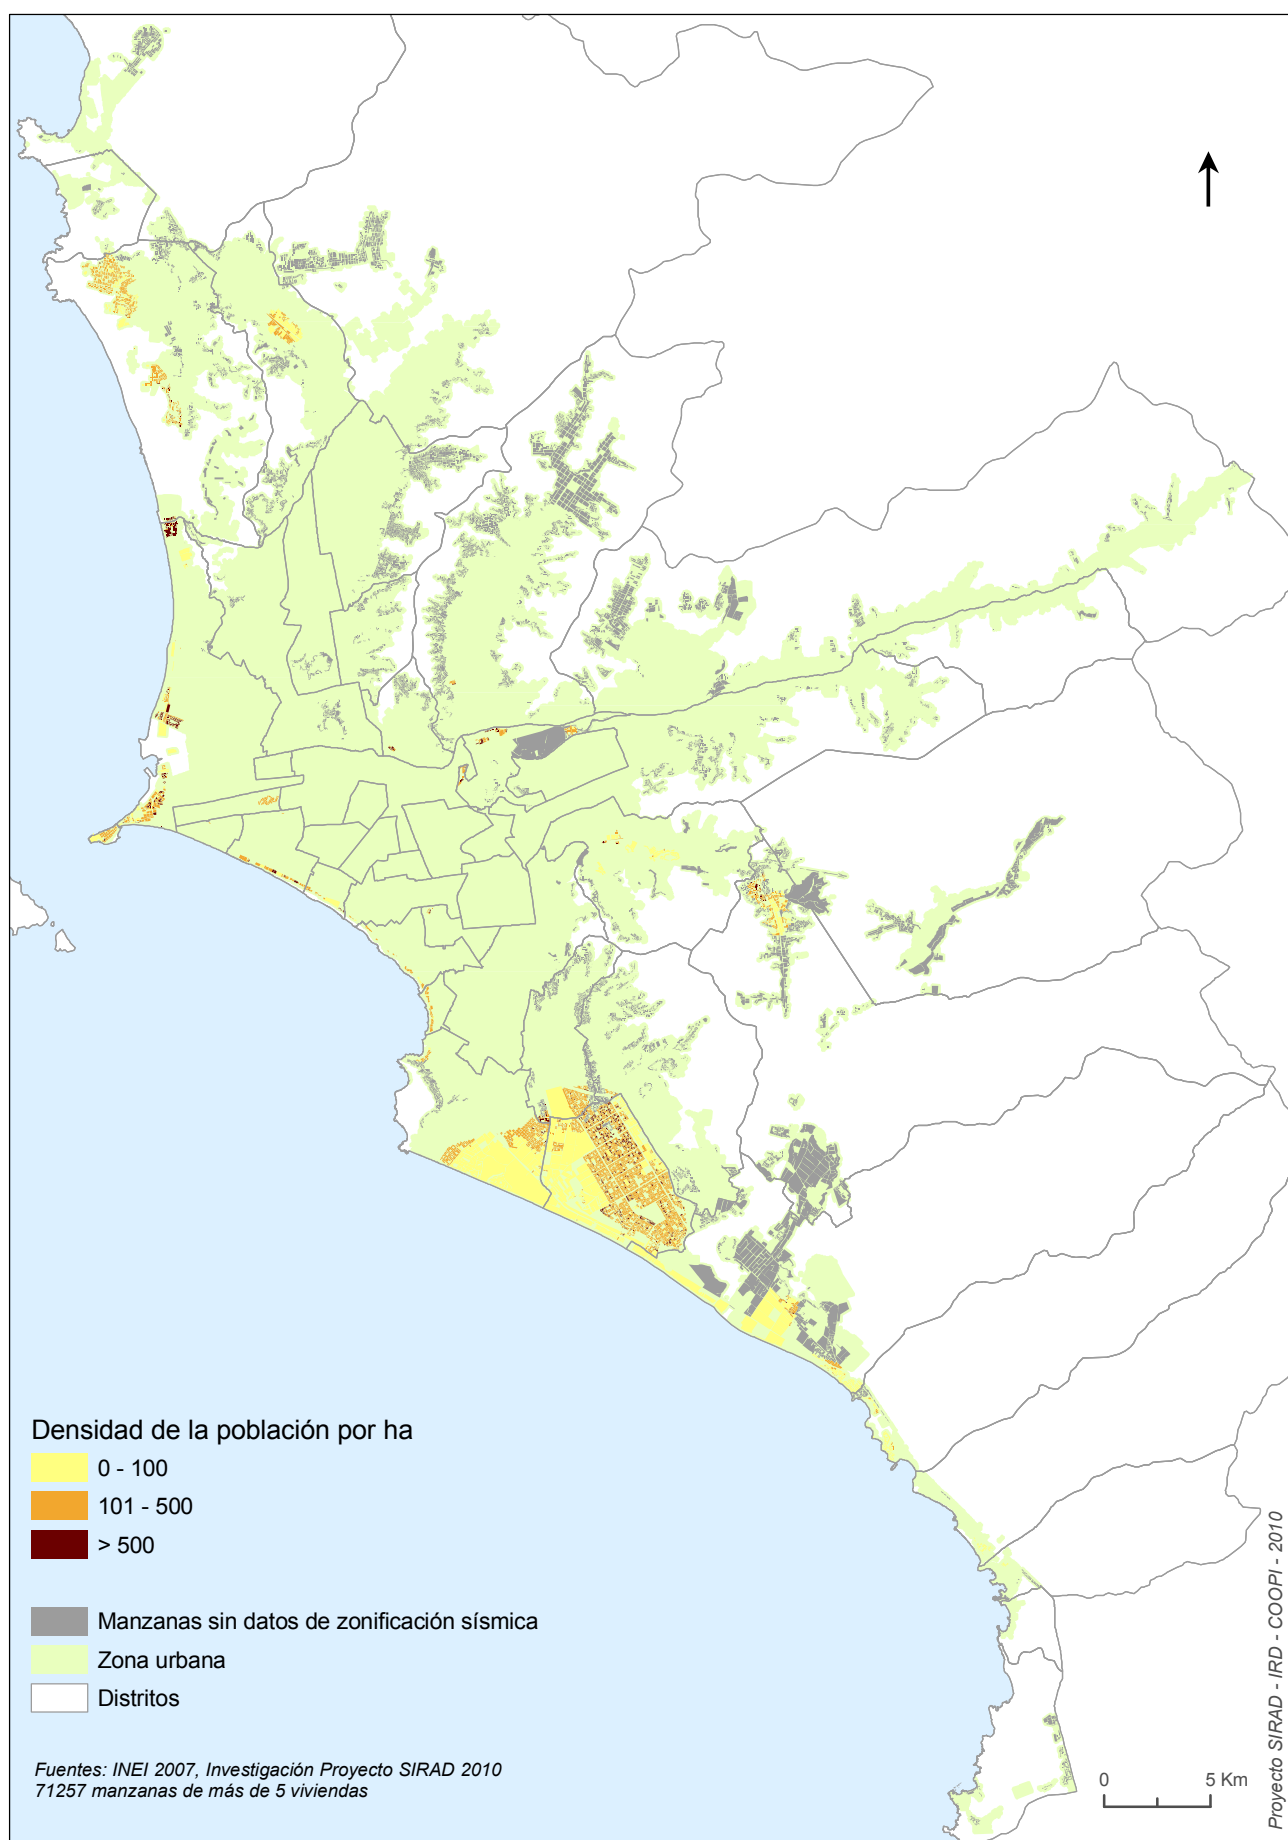 Densidad de la población por ha
0 - 100
101 - 500
> 500
Manzanas sin datos de zonificación sísmica
Zona urbana
Distritos
Fuentes: INEI 2007, Investigación Proyecto SIRAD 2010
71257 manzanas de más de 5 viviendas
0 5 Km
Proyecto SIRAD - IRD - COOPI - 2010